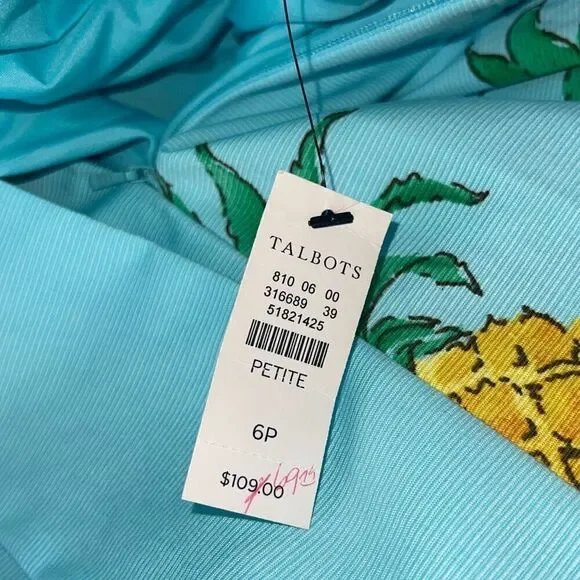 TALBOTS
810 06 00
316689 39
51821425
PETITE
6P
$109.00